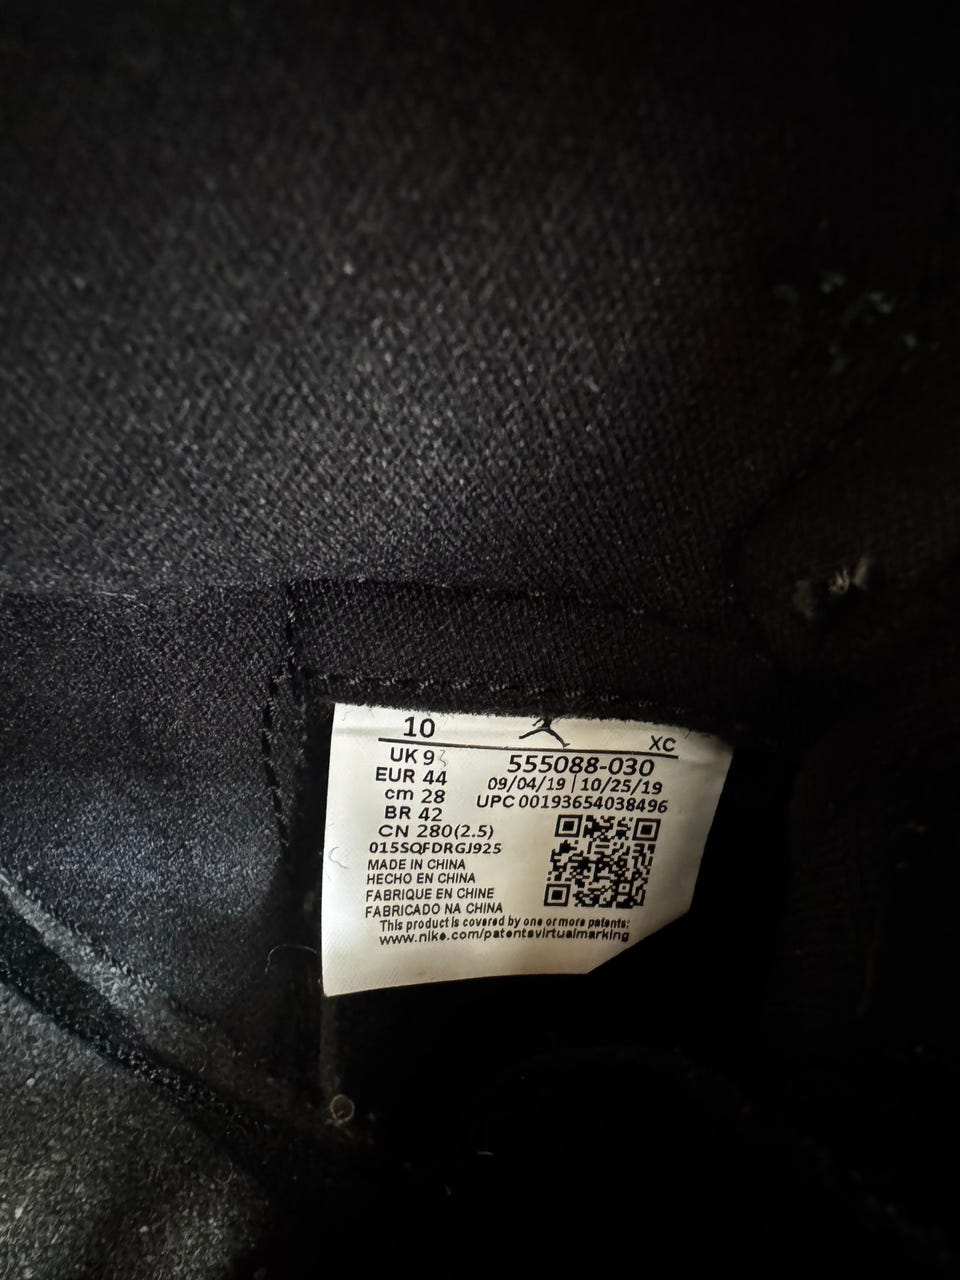 10
XC
UK 9
EUR 44
cm 28
BR 42
CN 280(2.5)
015SQFDRGJ925
555088-030
09/04/19 | 10/25/19
UPC 00193654038496
MADE IN CHINA
HECHO EN CHINA
FABRIQUE EN CHINE
FABRICADO NA CHINA
This product is covered by one or more patents:
www.nike.com/patentsvirtualmarking